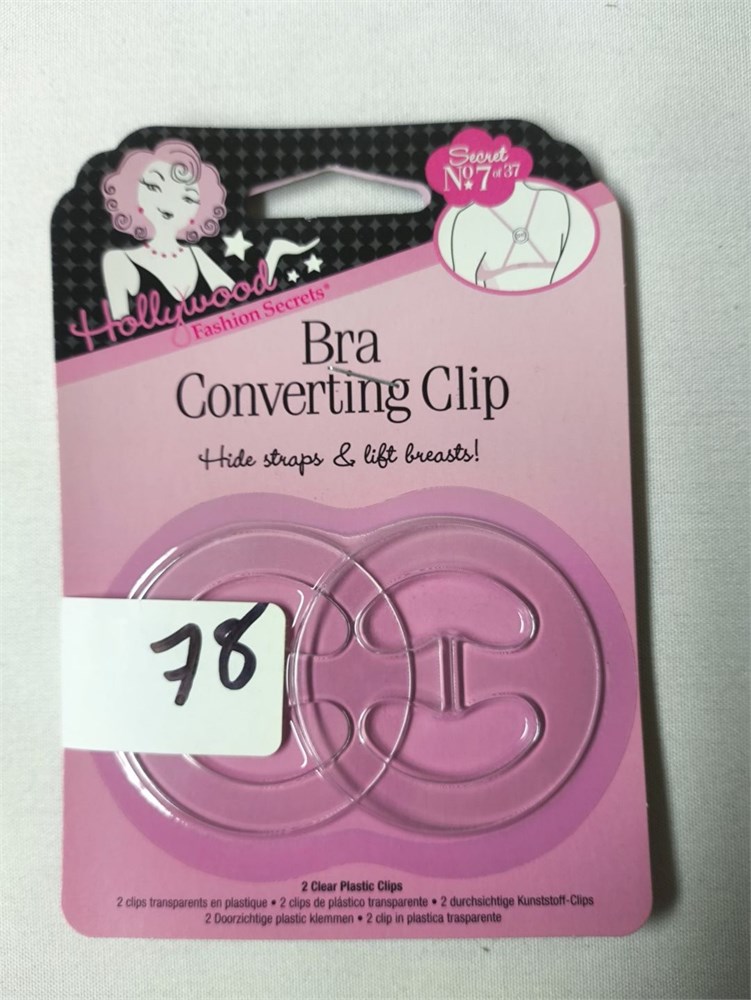 Secret
No 7 of 37
Hollywood
Fashion Secrets®
Bra
Converting Clip
Hide straps & lift breasts!
78
2 Clear Plastic Clips
2 clips transparents en plastique • 2 clips de plástico transparente • 2 durchsichtige Kunststoff-Clips
2 Doorzichtige plastic klemmen • 2 clip in plastica trasparente